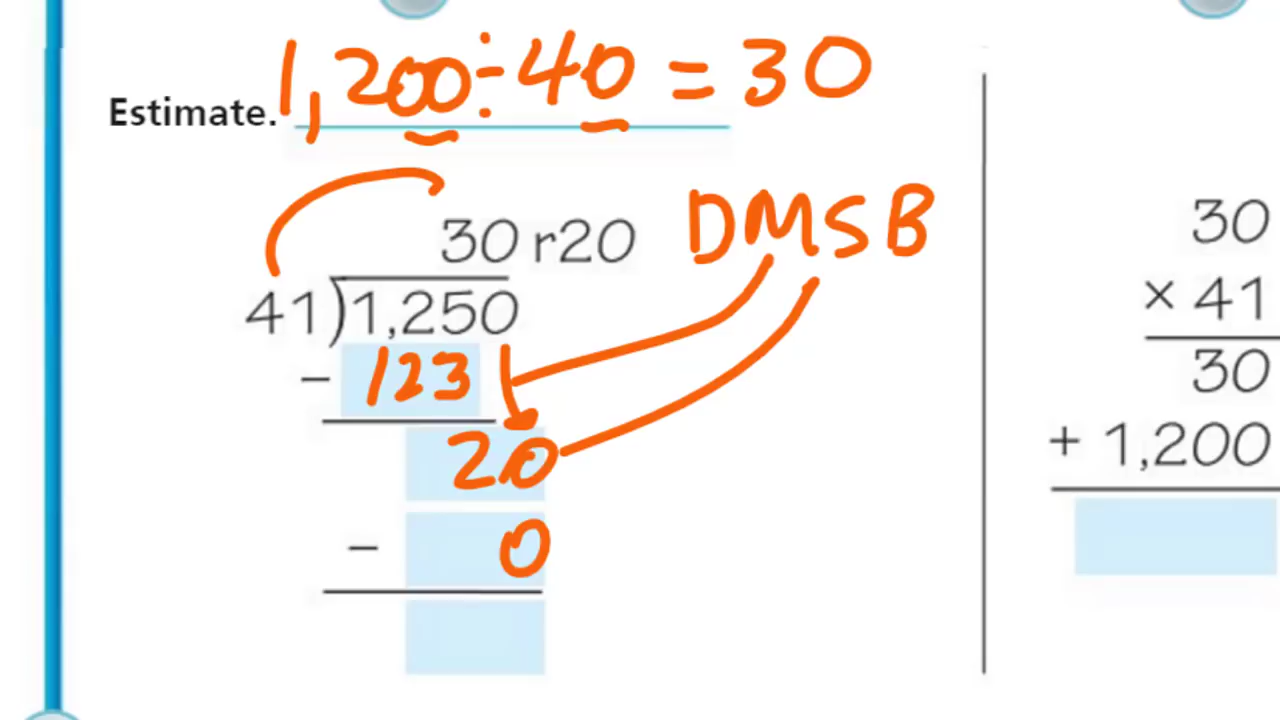 1,200 ÷ 40 = 30
Estimate.
DMSB
30 r20
41)1,250
- 123
20
- 0
30
× 41
30
+ 1,200